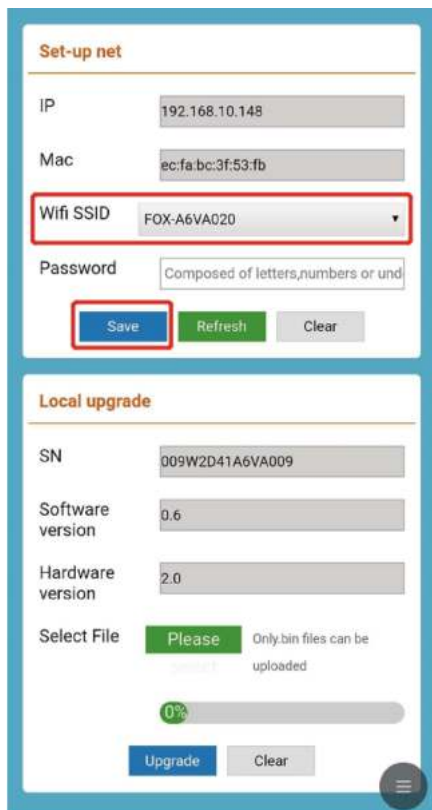 Set-up net
IP 192.168.10.148
Mac ec:fa:bc:3f:53:fb
Wifi SSID FOX-A6VA020
Password Composed of letters,numbers or und
Save Refresh Clear
Local upgrade
SN 009W2D41A6VA009
Software
version 0.6
Hardware
version 2.0
Select File Please Only.bin files can be
select uploaded
0%
Upgrade Clear